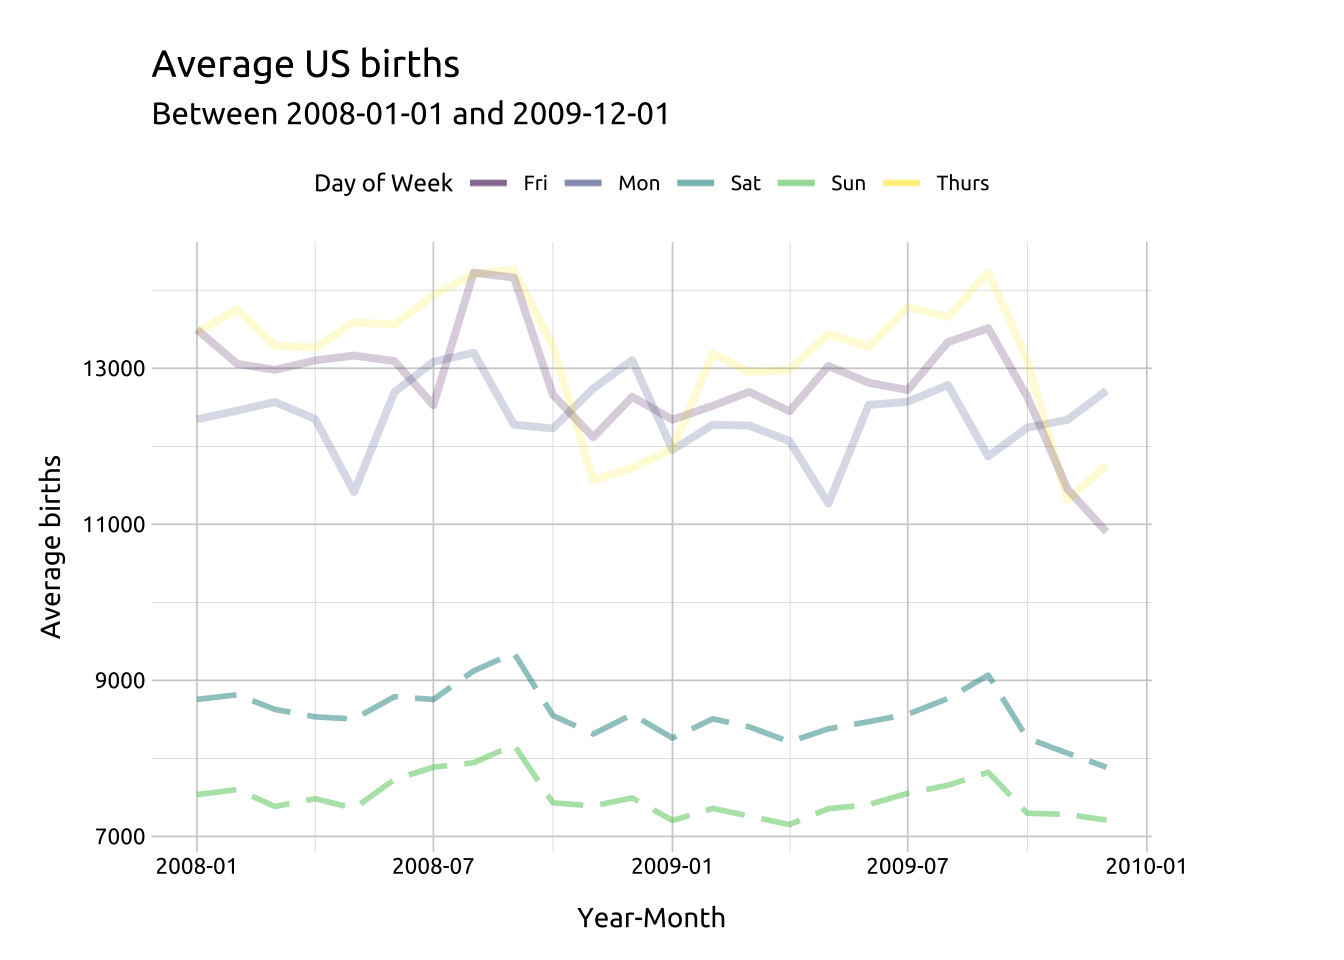 Average US births
Between 2008-01-01 and 2009-12-01
Day of Week Fri Mon Sat Sun Thurs
Average births
13000
11000
9000
7000
2008-01 2008-07 2009-01 2009-07 2010-01
Year-Month